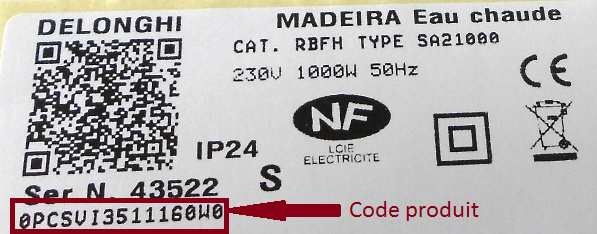 DELONGHI
MADEIRA Eau chaude
CAT. RBFH TYPE SA21000
230V 1000W 50Hz
CE
NF
LCIE
ELECTRICITE
IP24
S
Ser N. 43522
0PCSVI3511160W0
Code produit